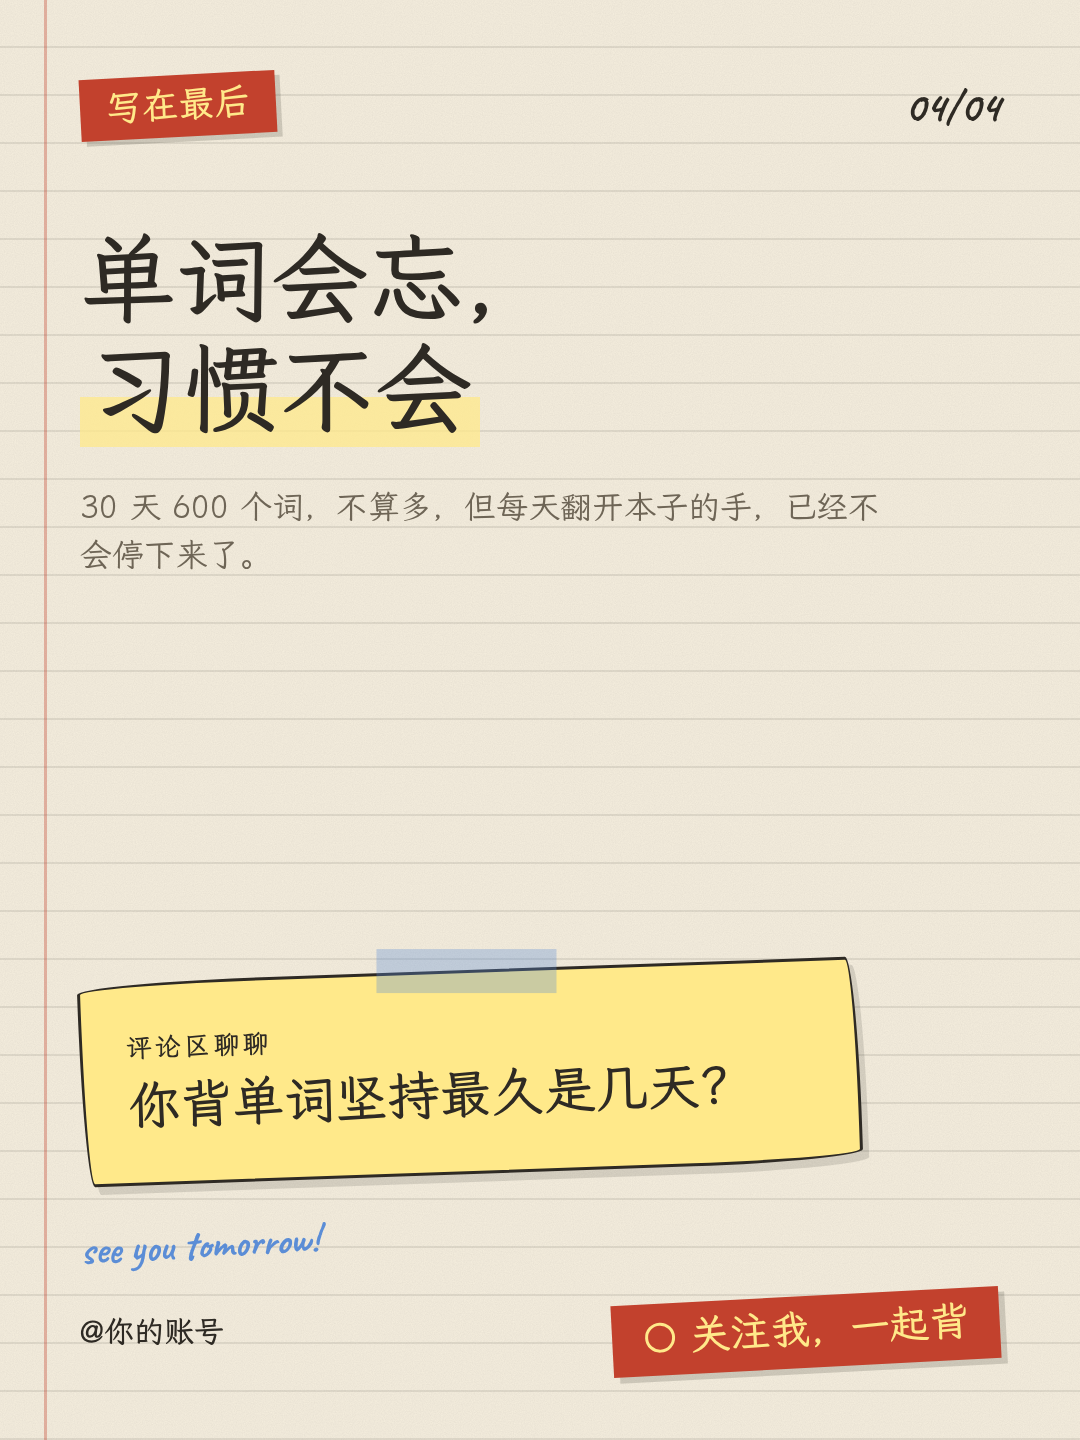 写在最后
04/04
单词会忘，
习惯不会
30 天 600 个词，不算多，但每天翻开本子的手，已经不
会停下来了。
评论区聊聊
你背单词坚持最久是几天？
see you tomorrow!
@你的账号
○ 关注我，一起背